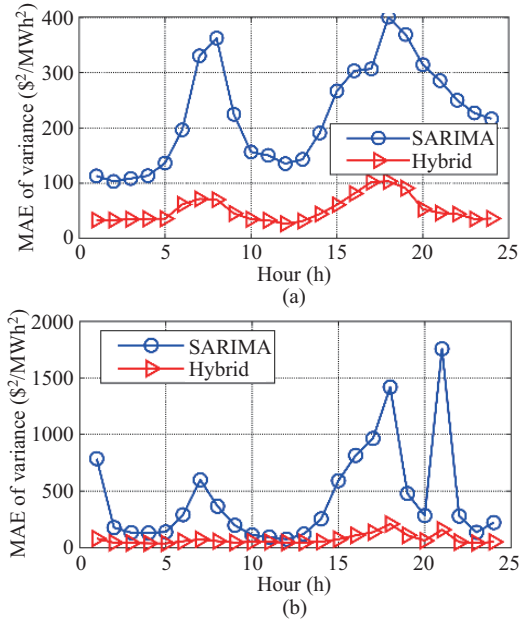 400
300
200
100
0
MAE of variance ($²/MWh²)
SARIMA
Hybrid
0 5 10 15 20 25
Hour (h)
(a)
2000
1500
1000
500
0
MAE of variance ($²/MWh²)
SARIMA
Hybrid
0 5 10 15 20 25
Hour (h)
(b)